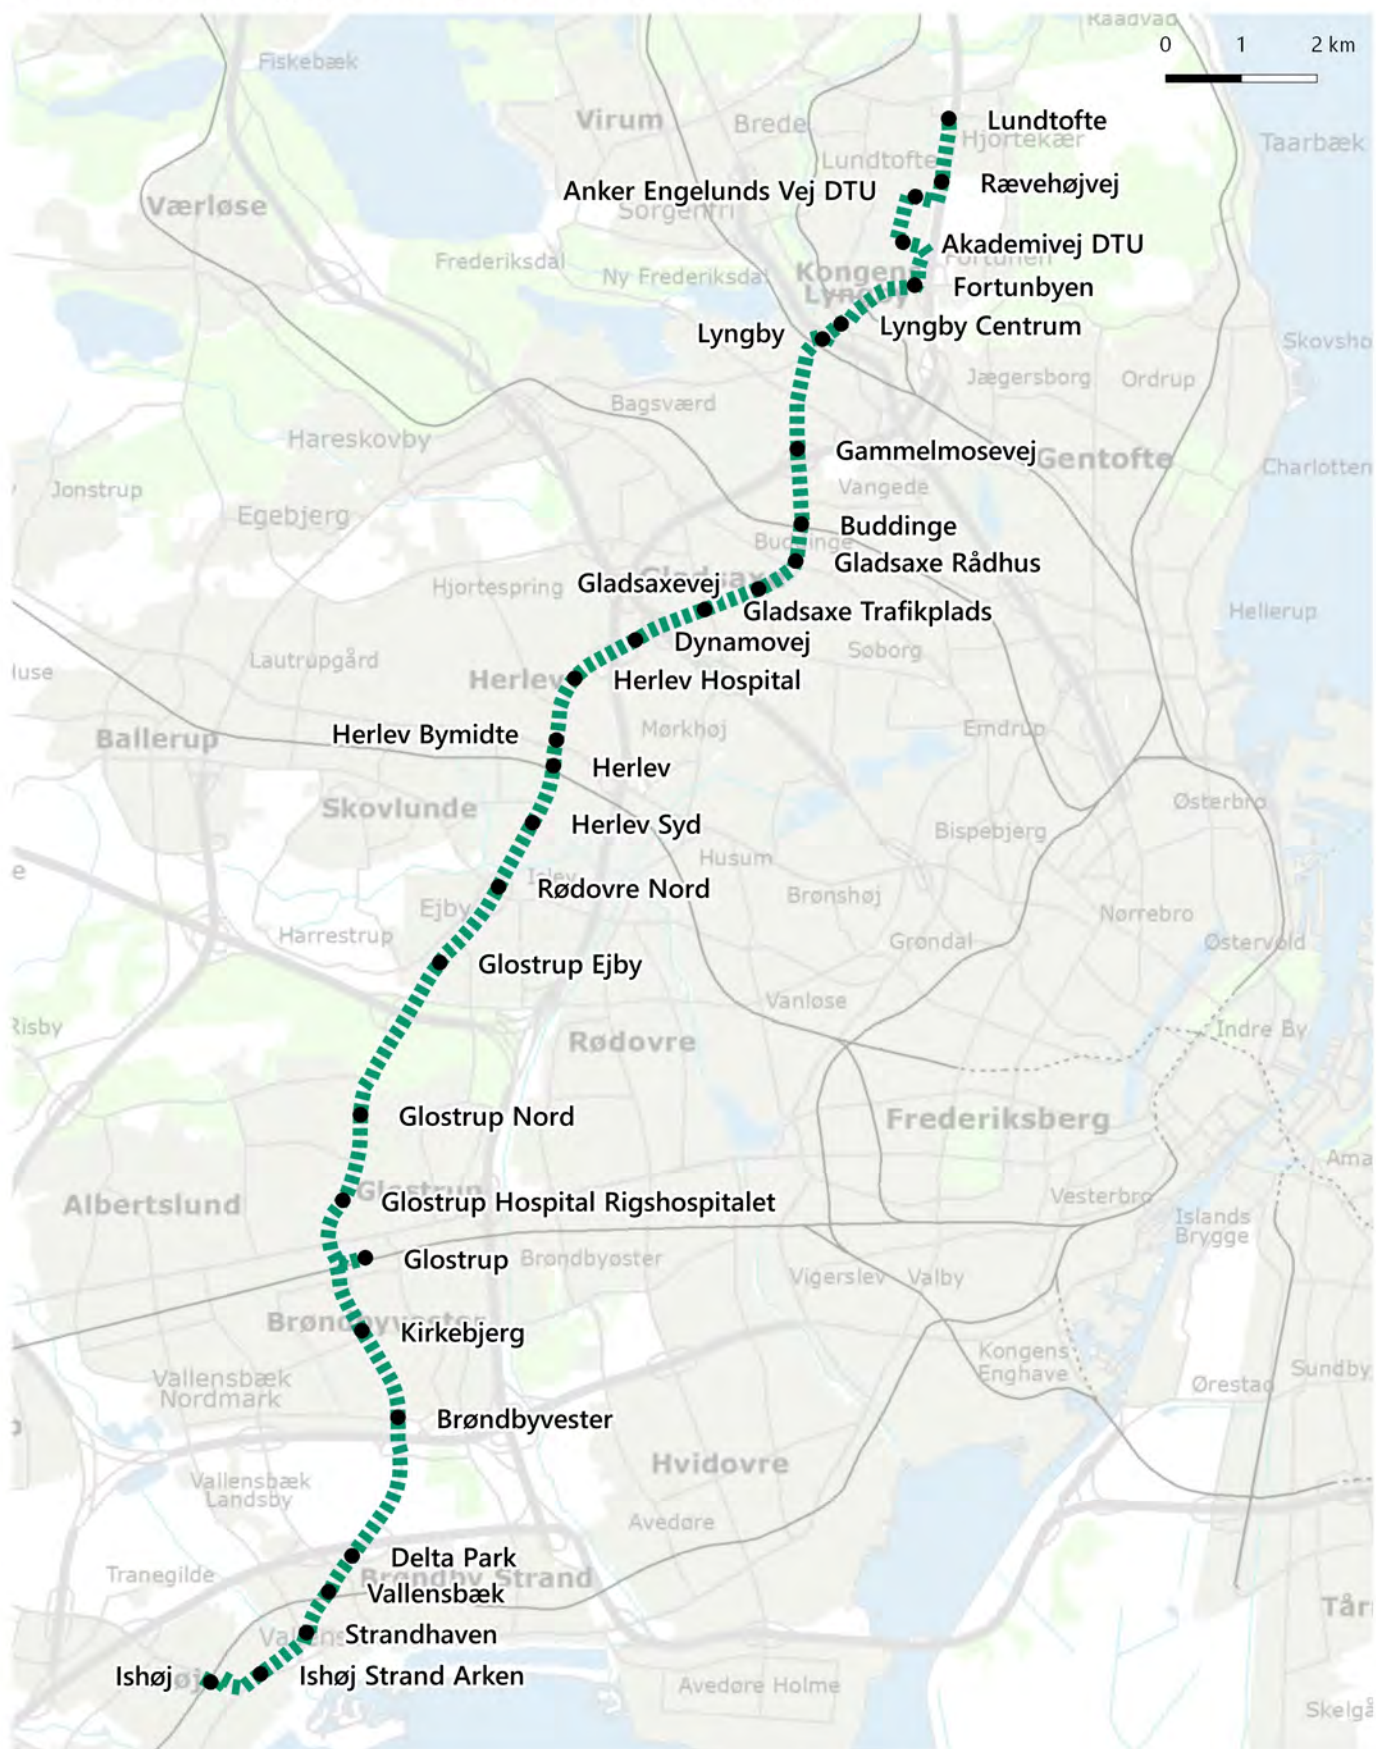 Raadvad
0 1 2 km
Fiskebæk
Virum
Brede
Lundtofte
Hjortekær
Taarbæk
Lundtofte
Anker Engelunds Vej DTU
Rævehøjvej
Værløse
Sorgenfri
Akademivej DTU
Fortunen
Frederiksdal
Ny Frederiksdal
Kongens
Lyngby
Fortunbyen
Lyngby
Lyngby Centrum
Skovsho
Jægersborg
Ordrup
Bagsværd
Hareskovby
Gammelmosevej
Gentofte
Charlotten
Jonstrup
Vangede
Egebjerg
Buddinge
Buddinge
Gladsaxe Rådhus
Hjortespring
Gladsaxevej
Gladsaxe
Gladsaxe Trafikplads
Hellerup
Dynamovej
Søborg
Lautrupgård
Herlev
Herlev Hospital
Herlev Bymidte
Mørkhøj
Emdrup
Ballerup
Herlev
Skovlunde
Østerbro
Herlev Syd
Bispebjerg
Husum
Islev
Rødovre Nord
Brønshøj
Ejby
Nørrebro
Harrestrup
Grøndal
Østervold
Glostrup Ejby
Vanløse
Risby
Indre By
Rødovre
Glostrup Nord
Frederiksberg
Ama
Albertslund
Glostrup
Glostrup Hospital Rigshospitalet
Vesterbro
Islands
Brygge
Glostrup
Brøndbyøster
Vigerslev
Valby
Brøndbyvester
Kirkebjerg
Kongens
Enghave
Vallensbæk
Nordmark
Sundby
Ørestad
Brøndbyvester
Hvidovre
Vallensbæk
Landsby
Avedøre
Delta Park
Tranegilde
Brøndby Strand
Vallensbæk
Tår
Strandhaven
Ishøj
Ishøj Strand Arken
Avedøre Holme
Skelgå